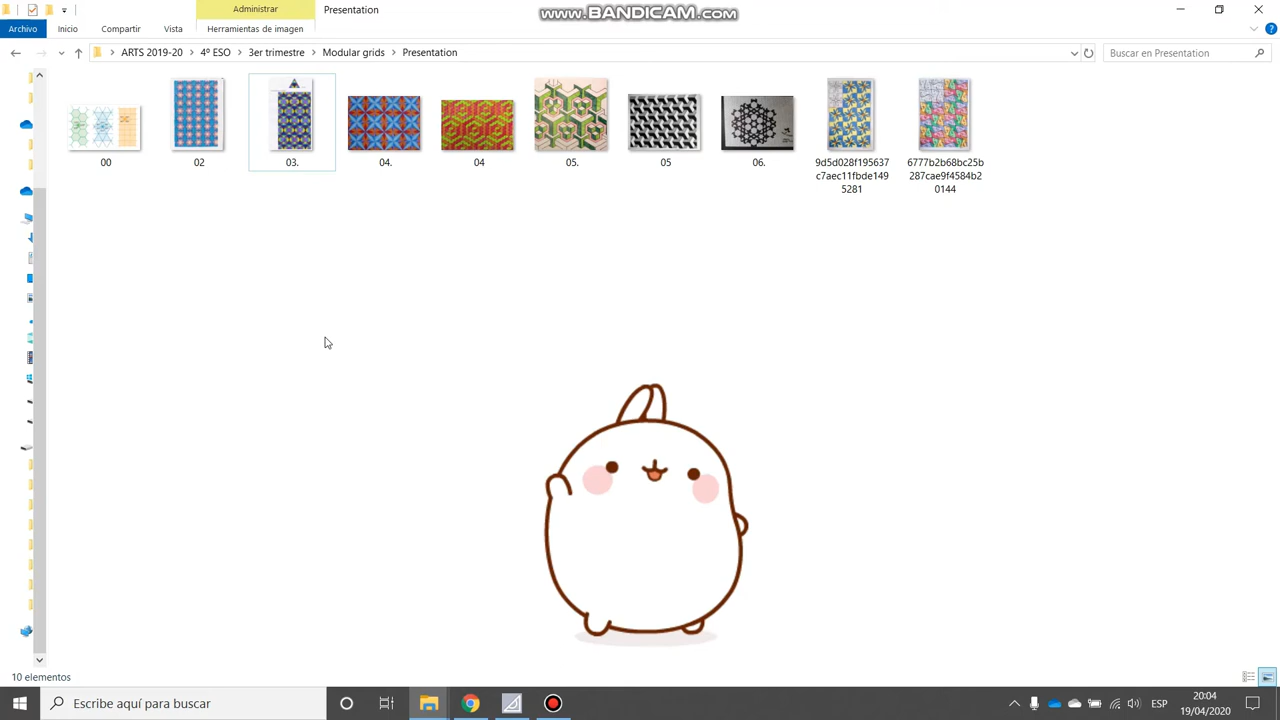 Administrar
Presentation
www.BANDICAM.com
Archivo
Inicio
Compartir
Vista
Herramientas de imagen
ARTS 2019-20
4º ESO
3er trimestre
Modular grids
Presentation
Buscar en Presentation
00
02
03.
04.
04
05.
05
06.
9d5d028f195637
c7aec11fbde149
5281
6777b2b68bc25b
287cae9f4584b2
0144
10 elementos
Escribe aquí para buscar
ESP
20:04
19/04/2020